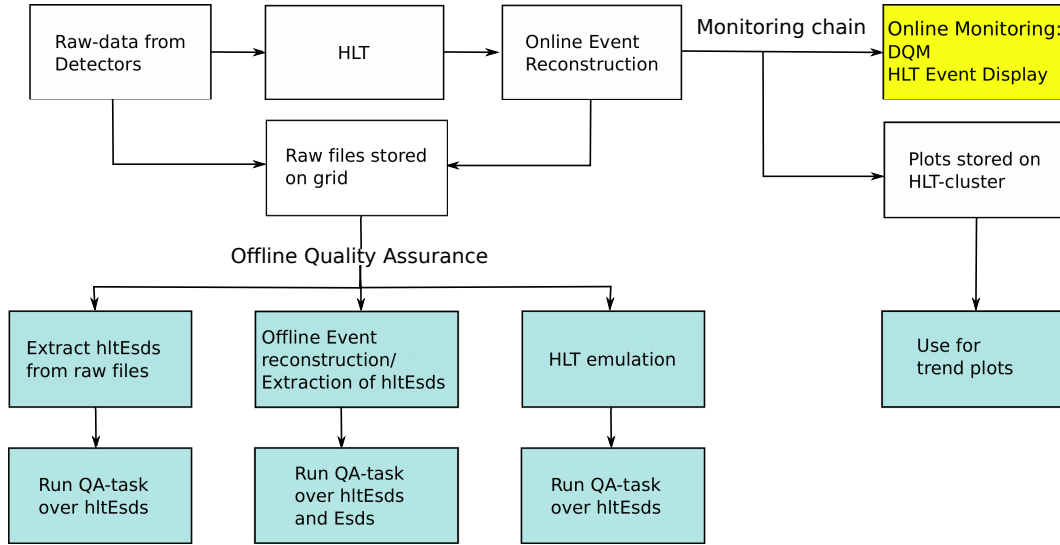 Raw-data from
Detectors
HLT
Online Event
Reconstruction
Monitoring chain
Online Monitoring:
DQM
HLT Event Display
Raw files stored
on grid
Plots stored on
HLT-cluster
Offline Quality Assurance
Extract hltEsds
from raw files
Offline Event
reconstruction/
Extraction of hltEsds
HLT emulation
Use for
trend plots
Run QA-task
over hltEsds
Run QA-task
over hltEsds
and Esds
Run QA-task
over hltEsds